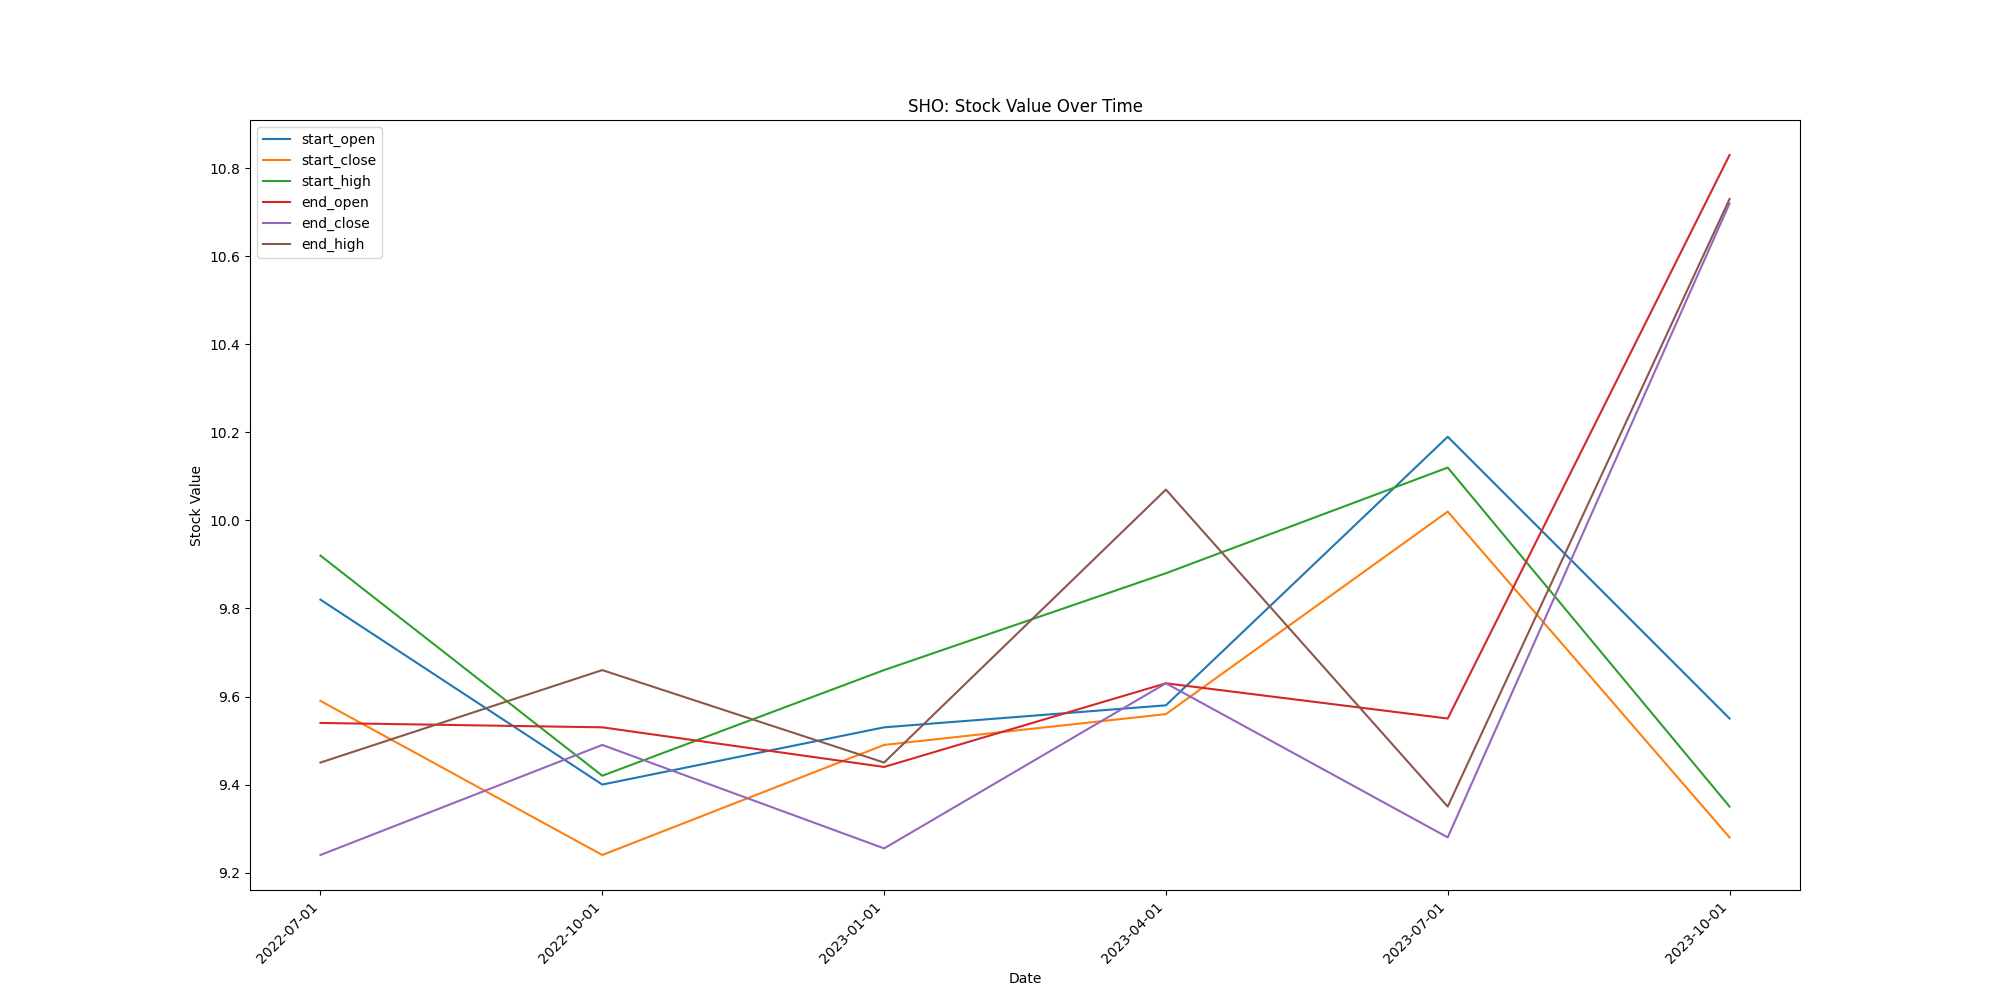 SHO: Stock Value Over Time
start_open
start_close
start_high
end_open
end_close
end_high
10.8
10.6
10.4
10.2
10.0
9.8
9.6
9.4
9.2
Stock Value
2022-07-01
2022-10-01
2023-01-01
2023-04-01
2023-07-01
2023-10-01
Date